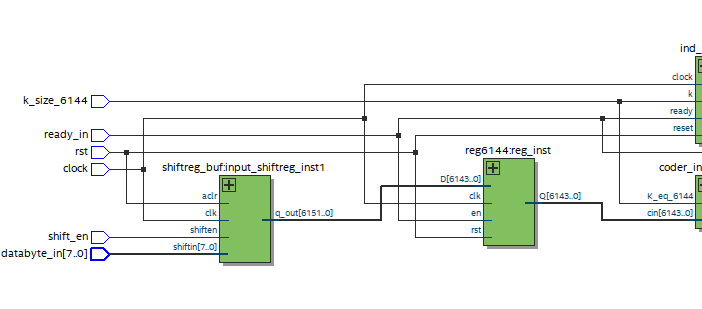 ind_
clock
k_size_6144
k
ready
ready_in
reset
rst
reg6144:reg_inst
clock
shiftreg_buf:input_shiftreg_inst1
coder_in
D[6143..0]
aclr
clk
Q[6143..0]
K_eq_6144
clk
q_out[6151..0]
en
cin[6143..0]
shiften
rst
shift_en
shiftin[7..0]
databyte_in[7..0]